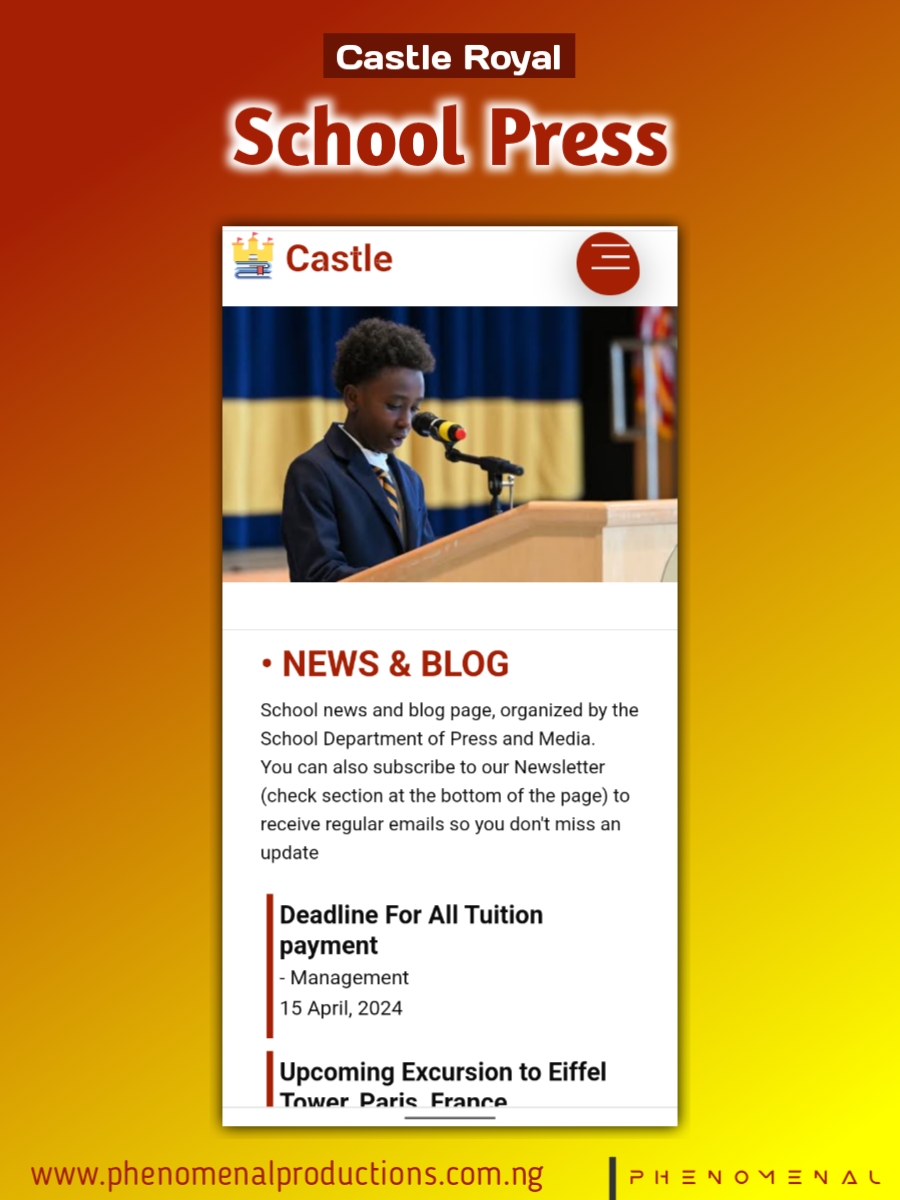 Castle Royal
School Press
Castle
• NEWS & BLOG
School news and blog page, organized by the
School Department of Press and Media.
You can also subscribe to our Newsletter
(check section at the bottom of the page) to
receive regular emails so you don't miss an
update
Deadline For All Tuition
payment
- Management
15 April, 2024
Upcoming Excursion to Eiffel
Tower, Paris, France
www.phenomenalproductions.com.ng
PHENOMENAL